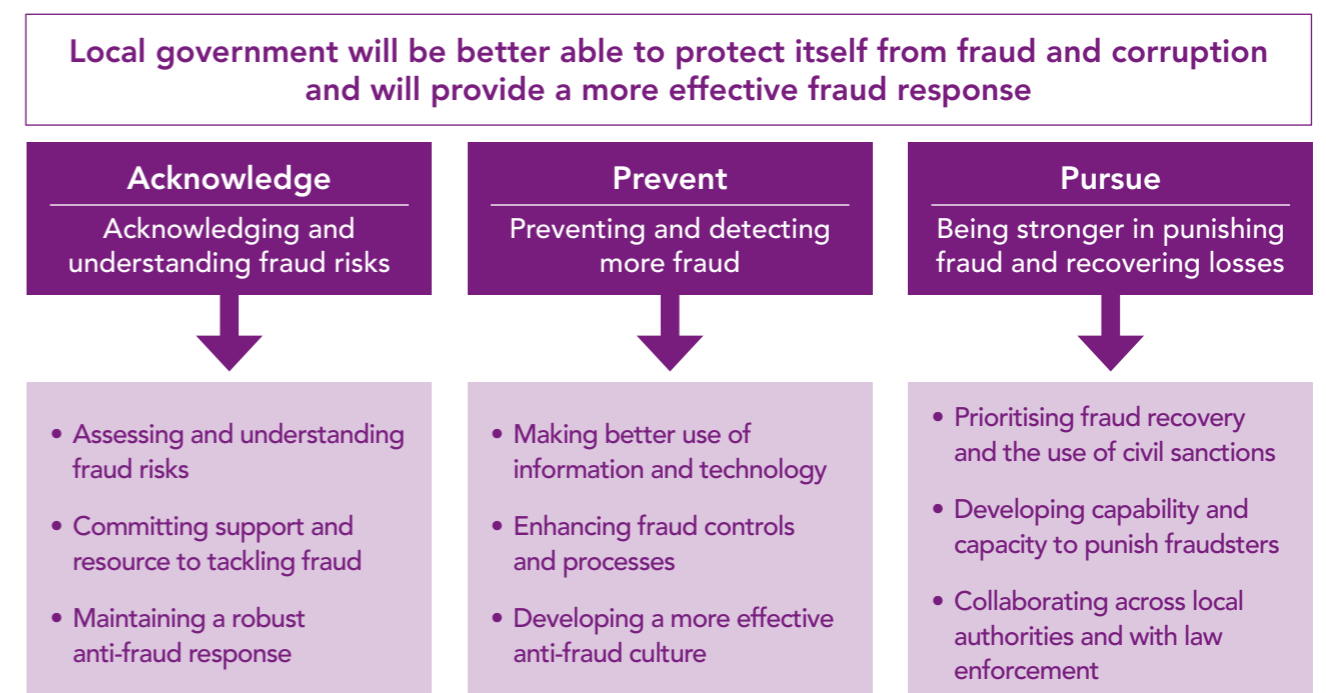 Local government will be better able to protect itself from fraud and corruption
and will provide a more effective fraud response
Acknowledge
Acknowledging and
understanding fraud risks
• Assessing and understanding
fraud risks
• Committing support and
resource to tackling fraud
• Maintaining a robust
anti-fraud response
Prevent
Preventing and detecting
more fraud
• Making better use of
information and technology
• Enhancing fraud controls
and processes
• Developing a more effective
anti-fraud culture
Pursue
Being stronger in punishing
fraud and recovering losses
• Prioritising fraud recovery
and the use of civil sanctions
• Developing capability and
capacity to punish fraudsters
• Collaborating across local
authorities and with law
enforcement